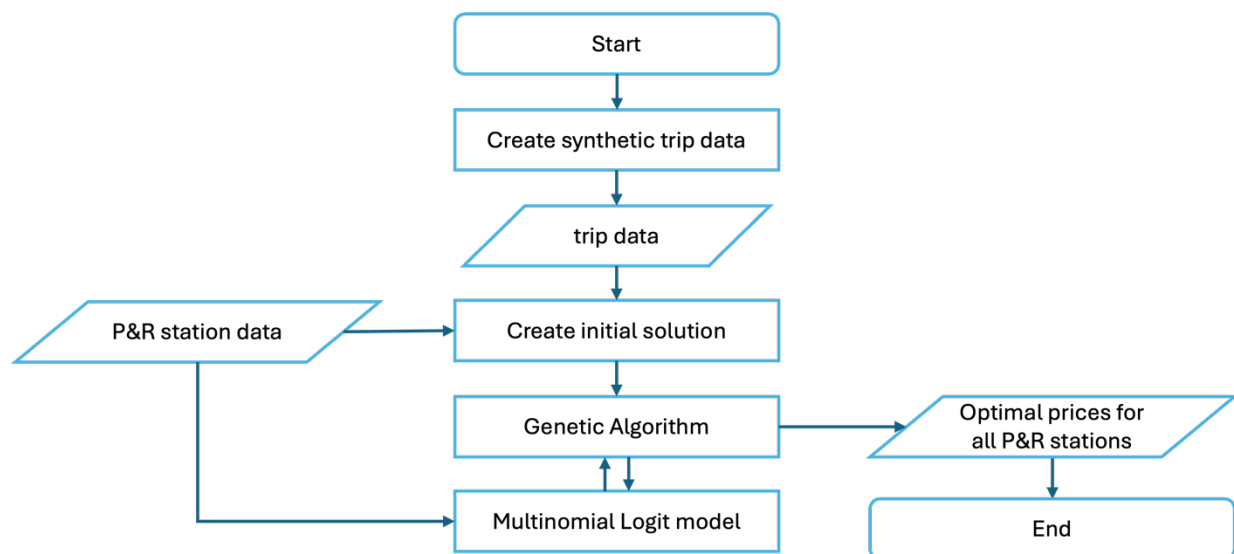 Start
Create synthetic trip data
trip data
P&R station data
Create initial solution
Genetic Algorithm
Optimal prices for
all P&R stations
Multinomial Logit model
End